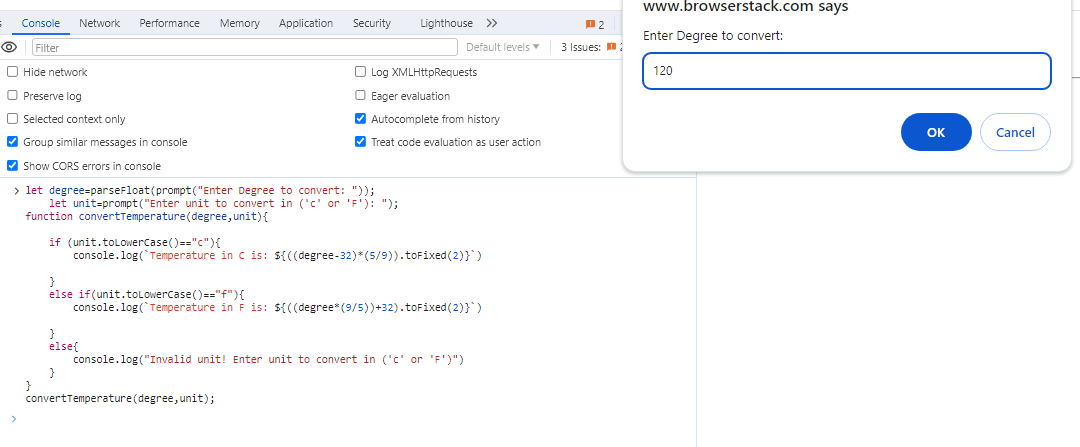 Console Network Performance Memory Application Security Lighthouse 2
Filter Default levels ▼ 3 Issues:
Hide network Log XMLHttpRequests
Preserve log Eager evaluation
Selected context only Autocomplete from history
Group similar messages in console Treat code evaluation as user action
Show CORS errors in console
www.browserstack.com says
Enter Degree to convert:
120
OK Cancel
> let degree=parseFloat(prompt("Enter Degree to convert: "));
let unit=prompt("Enter unit to convert in ('c' or 'F'): ");
function convertTemperature(degree,unit){
if (unit.toLowerCase()=="c"){
console.log(`Temperature in C is: ${((degree-32)*(5/9)).toFixed(2)}`)
}
else if(unit.toLowerCase()=="f"){
console.log(`Temperature in F is: ${((degree*(9/5))+32).toFixed(2)}`)
}
else{
console.log("Invalid unit! Enter unit to convert in ('c' or 'F')")
}
}
convertTemperature(degree,unit);
>